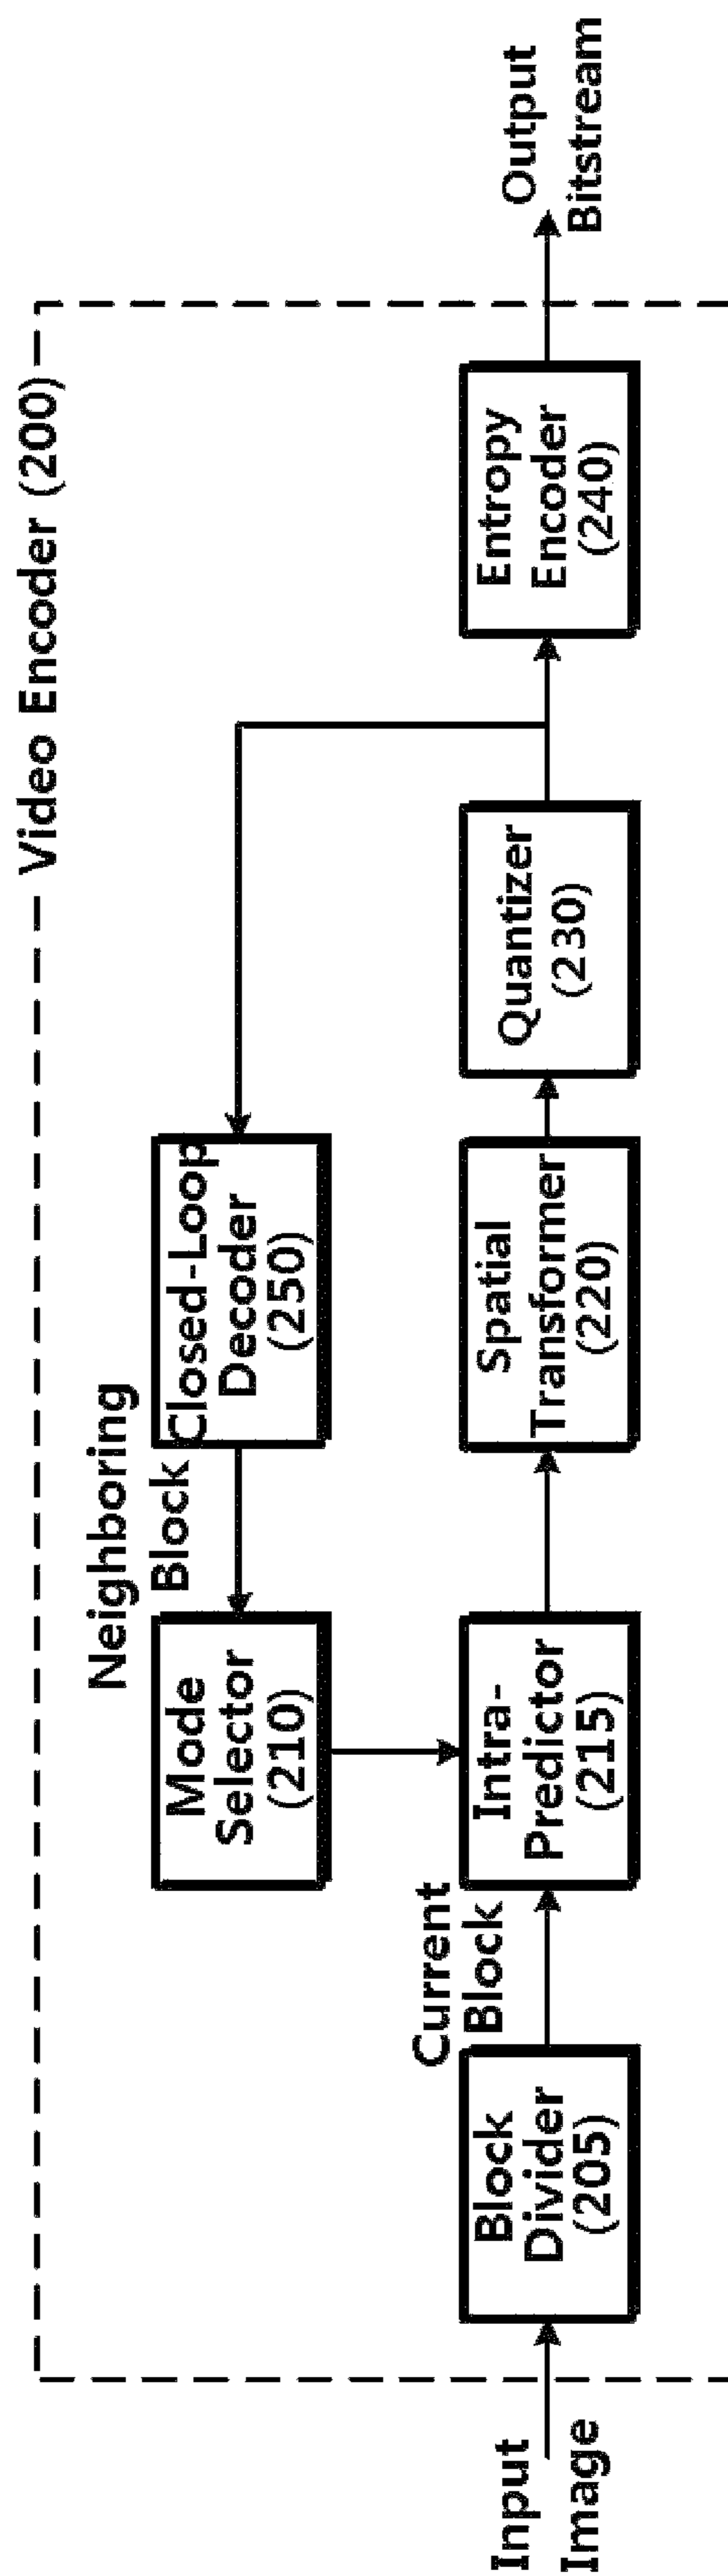 Video Encoder (200)
Neighboring
Block
Mode
Selector
(210)
Closed-Loop
Decoder
(250)
Input
Image
Block
Divider
(205)
Current
Block
Intra-
Predictor
(215)
Spatial
Transformer
(220)
Quantizer
(230)
Entropy
Encoder
(240)
Output
Bitstream